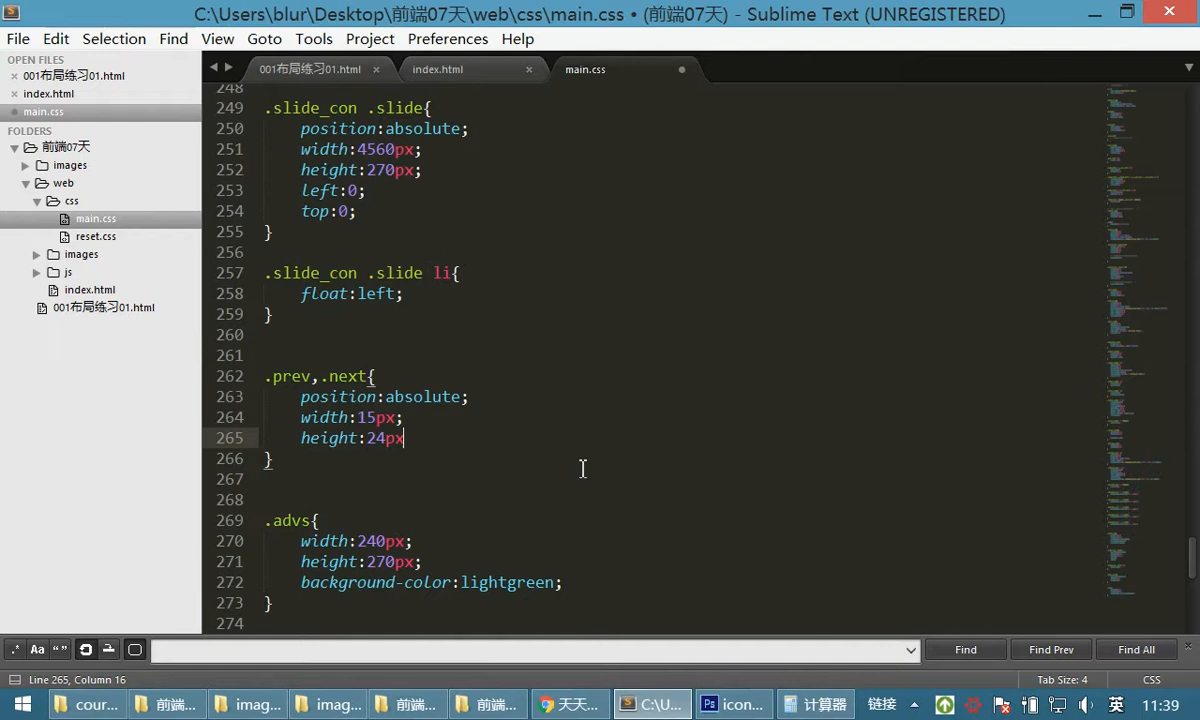 C:\Users\blur\Desktop\前端07天\web\css\main.css • (前端07天) - Sublime Text (UNREGISTERED)
File Edit Selection Find View Goto Tools Project Preferences Help
OPEN FILES
001布局练习01.html
index.html
main.css
FOLDERS
前端07天
images
web
css
main.css
reset.css
images
js
index.html
001布局练习01.html
001布局练习01.html index.html main.css
248
249 .slide_con .slide{
250 position:absolute;
251 width:4560px;
252 height:270px;
253 left:0;
254 top:0;
255 }
256
257 .slide_con .slide li{
258 float:left;
259 }
260
261
262 .prev,.next{
263 position:absolute;
264 width:15px;
265 height:24px
266 }
267
268
269 .advs{
270 width:240px;
271 height:270px;
272 background-color:lightgreen;
273 }
274
.* Aa “” Find Find Prev Find All
Line 265, Column 16 Tab Size: 4 CSS
cour... 前端... imag... imag... 前端... 前端... 天天... C:\U... Ps icon... 计算器 链接 英 11:39